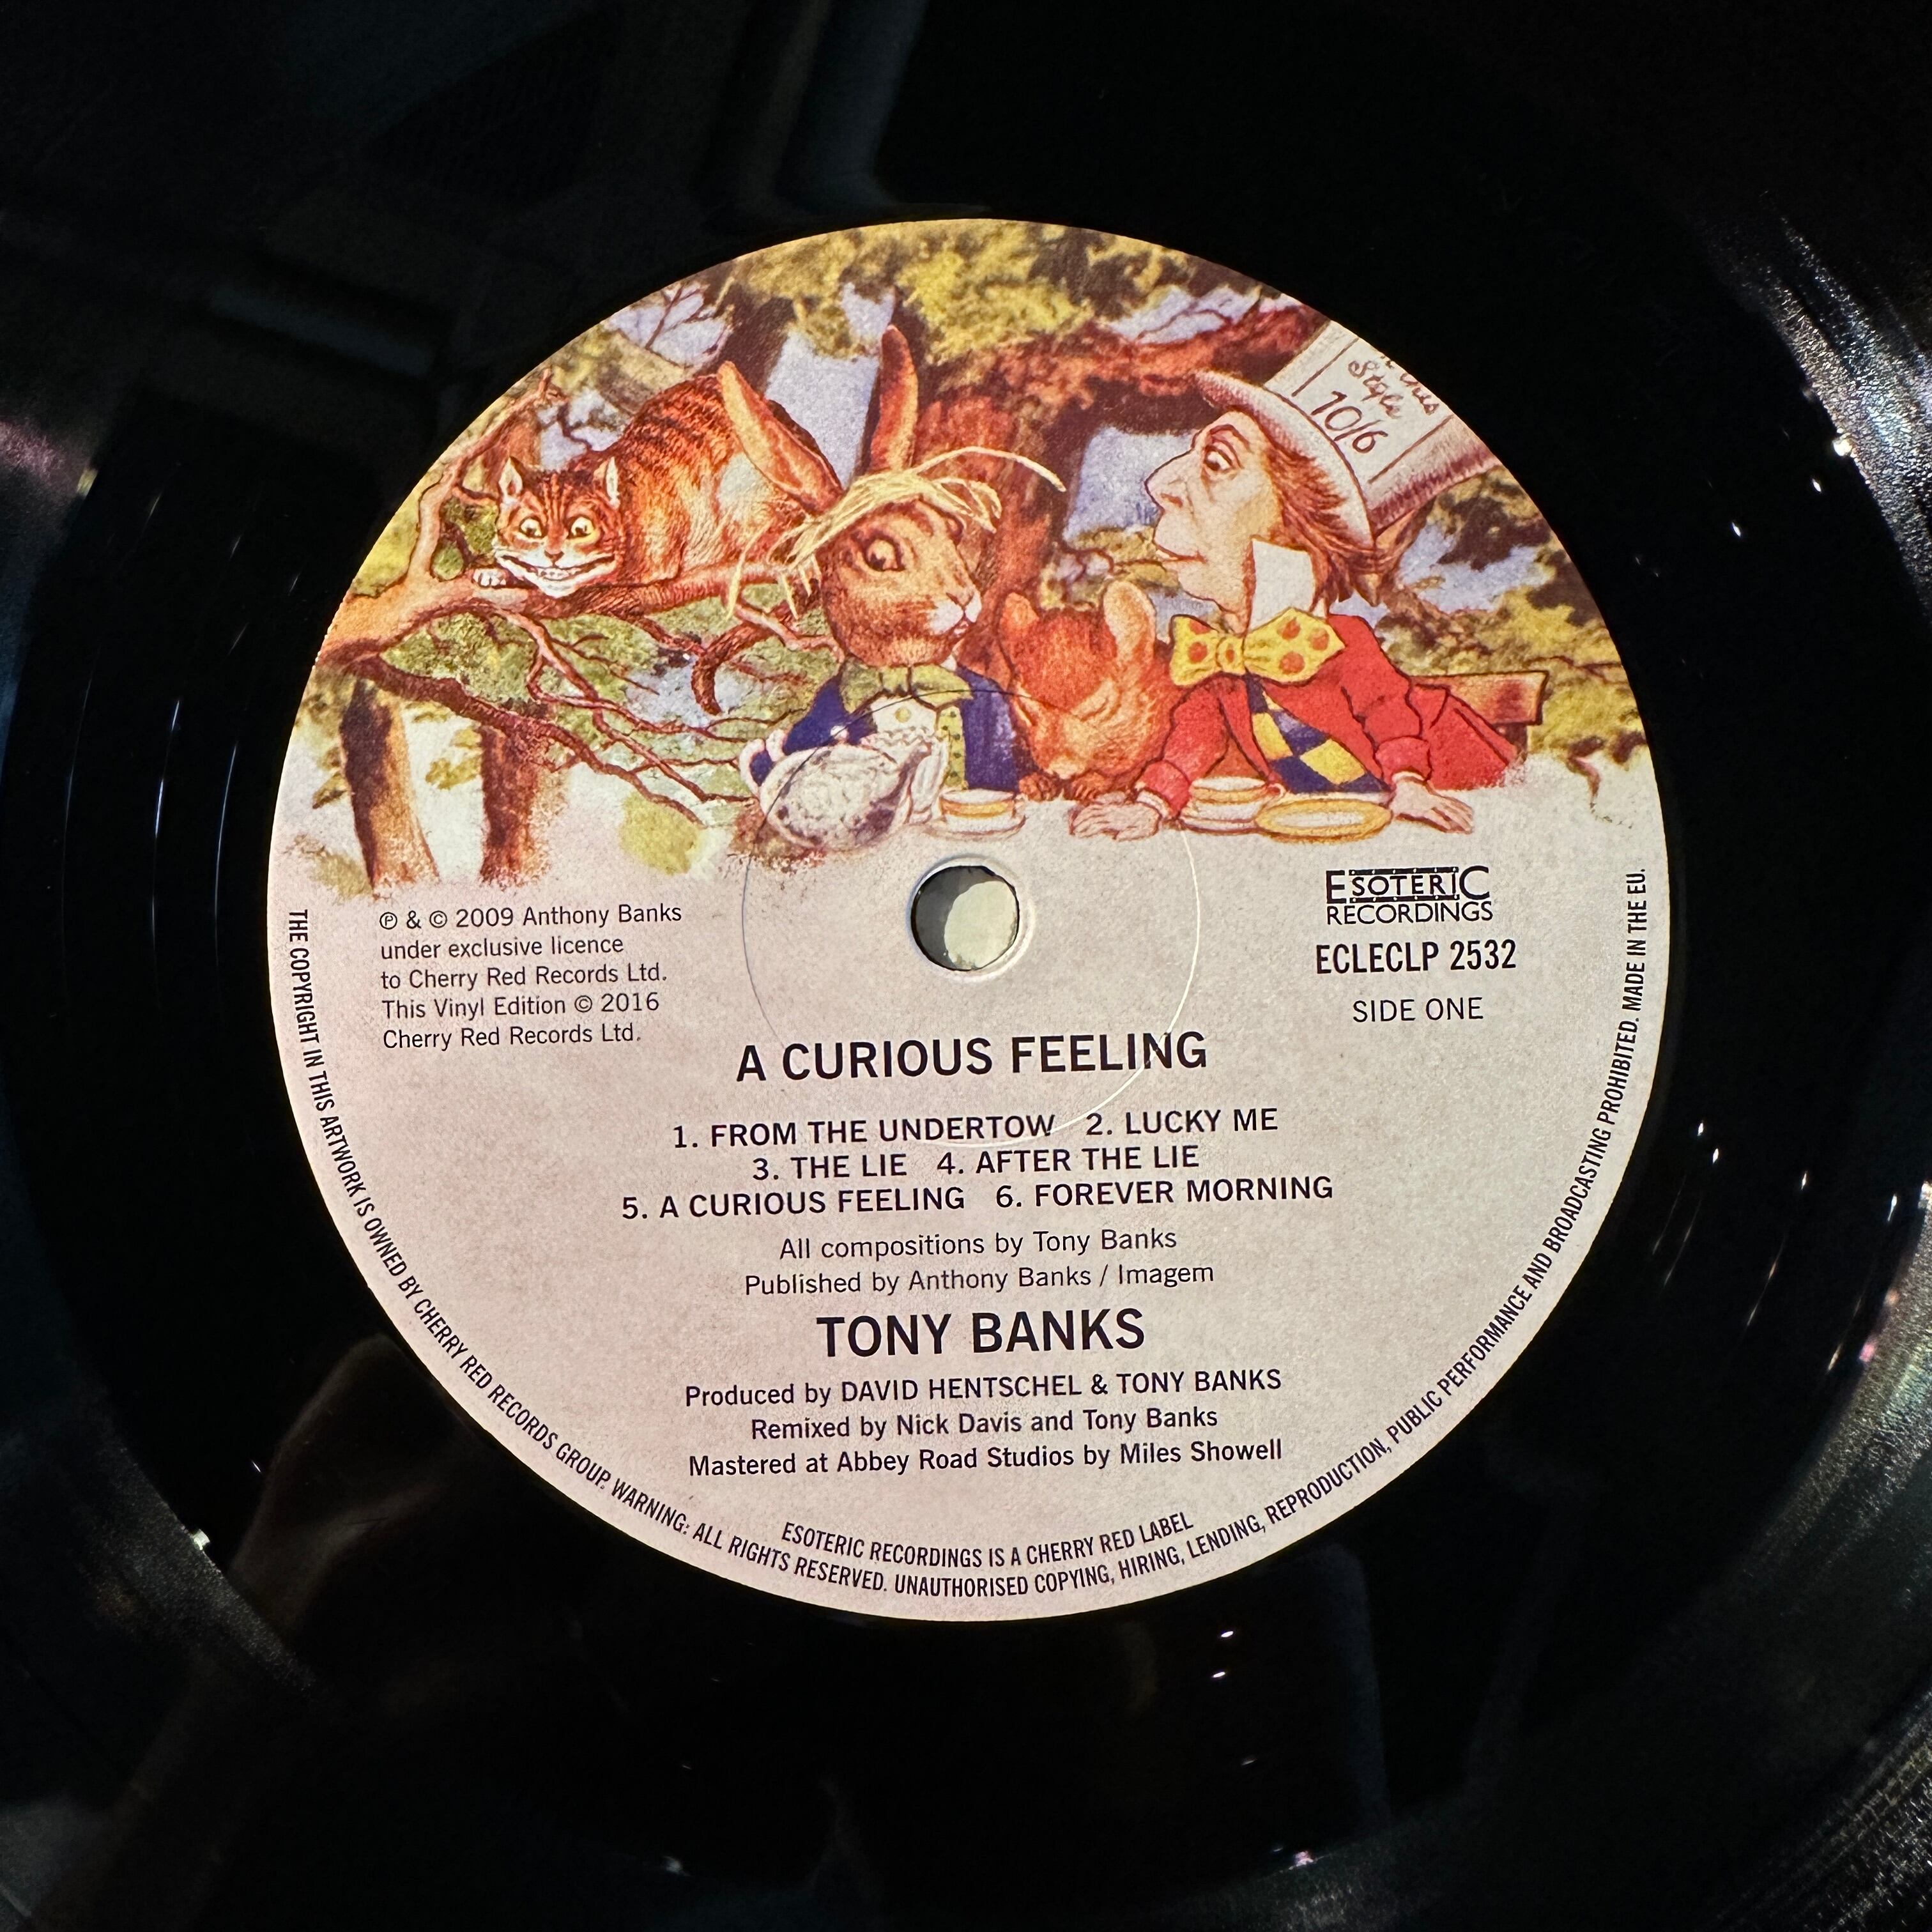 Style
10/6
ESOTERIC
RECORDINGS
ECLECLP 2532
SIDE ONE
℗ & © 2009 Anthony Banks
under exclusive licence
to Cherry Red Records Ltd.
This Vinyl Edition © 2016
Cherry Red Records Ltd.
A CURIOUS FEELING
1. FROM THE UNDERTOW 2. LUCKY ME
3. THE LIE 4. AFTER THE LIE
5. A CURIOUS FEELING 6. FOREVER MORNING
All compositions by Tony Banks
Published by Anthony Banks / Imagem
TONY BANKS
Produced by DAVID HENTSCHEL & TONY BANKS
Remixed by Nick Davis and Tony Banks
Mastered at Abbey Road Studios by Miles Showell
ESOTERIC RECORDINGS IS A CHERRY RED LABEL
THE COPYRIGHT IN THIS ARTWORK IS OWNED BY CHERRY RED RECORDS GROUP. WARNING: ALL RIGHTS RESERVED. UNAUTHORISED COPYING, HIRING, LENDING, REPRODUCTION, PUBLIC PERFORMANCE AND BROADCASTING PROHIBITED. MADE IN THE EU.